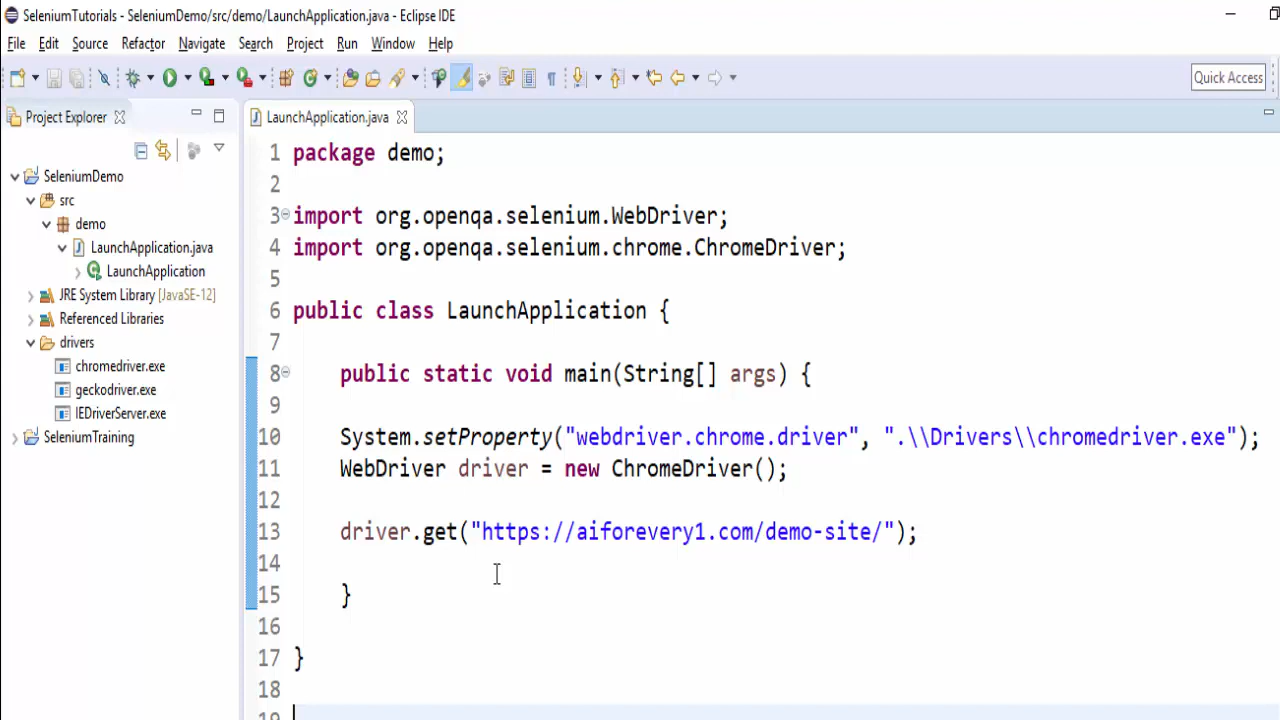 SeleniumTutorials - SeleniumDemo/src/demo/LaunchApplication.java - Eclipse IDE
File Edit Source Refactor Navigate Search Project Run Window Help
Quick Access
Project Explorer
SeleniumDemo
src
demo
LaunchApplication.java
LaunchApplication
JRE System Library [JavaSE-12]
Referenced Libraries
drivers
chromedriver.exe
geckodriver.exe
IEDriverServer.exe
SeleniumTraining
LaunchApplication.java
1 package demo;
2
3 import org.openqa.selenium.WebDriver;
4 import org.openqa.selenium.chrome.ChromeDriver;
5
6 public class LaunchApplication {
7
8 public static void main(String[] args) {
9
10 System.setProperty("webdriver.chrome.driver", ".\\Drivers\\chromedriver.exe");
11 WebDriver driver = new ChromeDriver();
12
13 driver.get("https://aiforevery1.com/demo-site/");
14
15 }
16
17 }
18
19